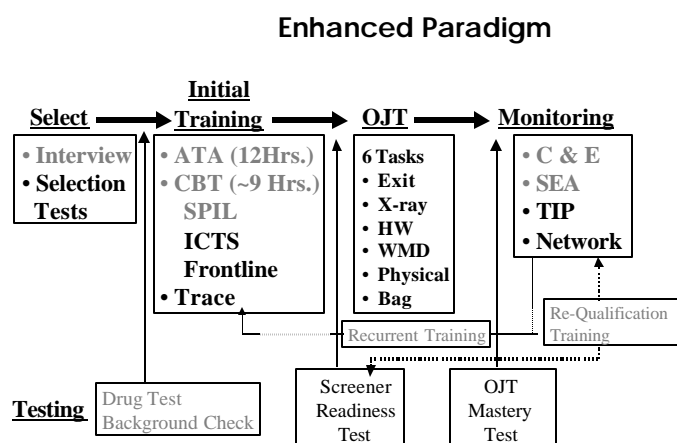 Enhanced Paradigm
Select
• Interview
• Selection
Tests
Initial
Training
• ATA (12Hrs.)
• CBT (~9 Hrs.)
SPIL
ICTS
Frontline
• Trace
OJT
6 Tasks
• Exit
• X-ray
• HW
• WMD
• Physical
• Bag
Monitoring
• C & E
• SEA
• TIP
• Network
Recurrent Training
Re-Qualification
Training
Testing
Drug Test
Background Check
Screener
Readiness
Test
OJT
Mastery
Test